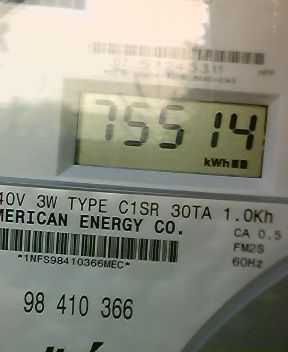 75514
kWh
40V 3W TYPE C1SR 30TA 1.0Kh
MERICAN ENERGY CO.
CA 0.5
FM2S
*1NFS98410366MEC*
60Hz
98 410 366